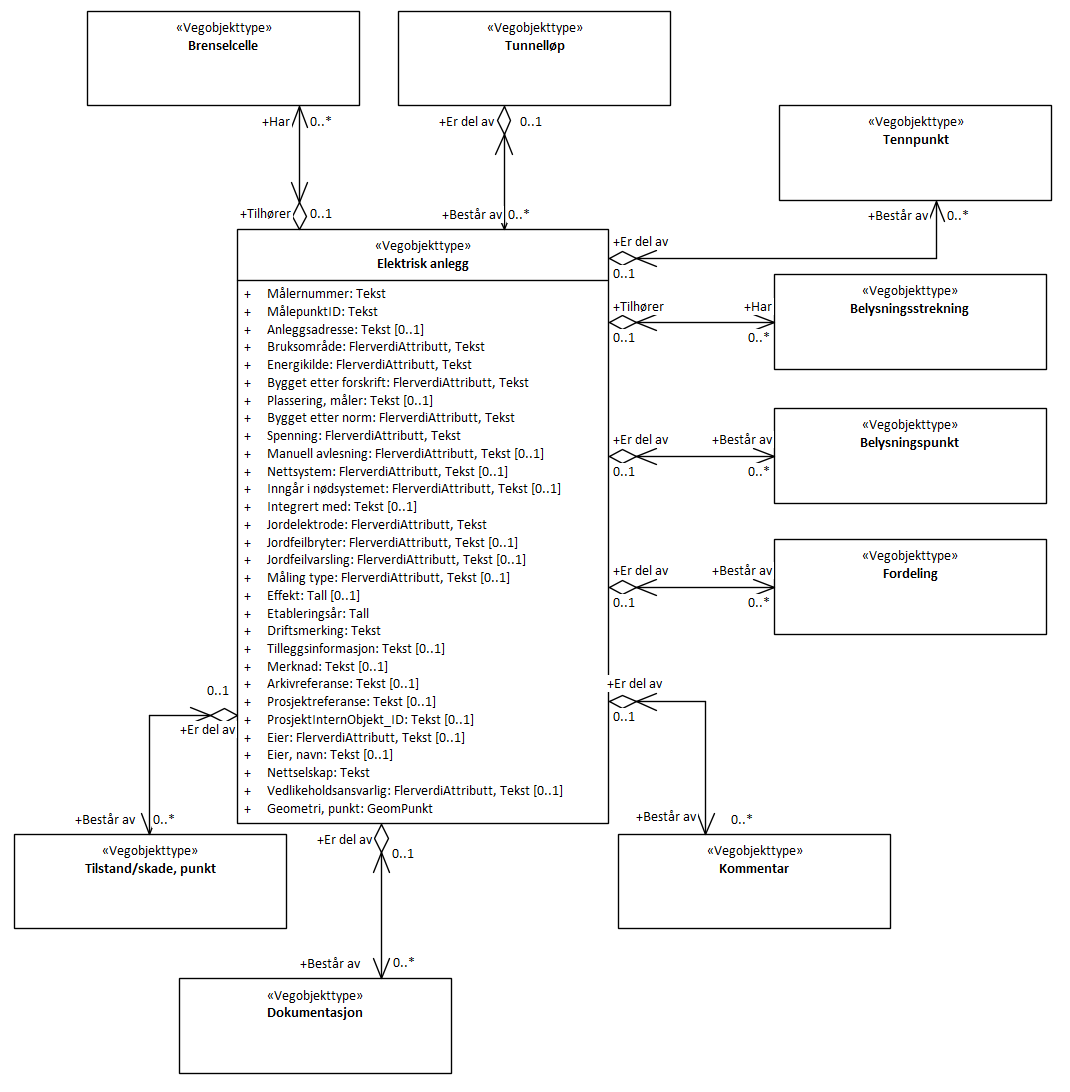 «Vegobjekttype»
Brenselcelle
«Vegobjekttype»
Tunnelløp
«Vegobjekttype»
Tennpunkt
+Har
0..*
+Er del av
0..1
+Tilhører
0..1
+Består av
0..*
+Består av
0..*
«Vegobjekttype»
Elektrisk anlegg
+ Målernummer: Tekst
+ MålepunktID: Tekst
+ Anleggsadresse: Tekst [0..1]
+ Bruksområde: FlerverdiAttributt, Tekst
+ Energikilde: FlerverdiAttributt, Tekst
+ Bygget etter forskrift: FlerverdiAttributt, Tekst
+ Plassering, måler: Tekst [0..1]
+ Bygget etter norm: FlerverdiAttributt, Tekst
+ Spenning: FlerverdiAttributt, Tekst
+ Manuell avlesning: FlerverdiAttributt, Tekst [0..1]
+ Nettsystem: FlerverdiAttributt, Tekst [0..1]
+ Inngår i nødsystemet: FlerverdiAttributt, Tekst [0..1]
+ Integrert med: Tekst [0..1]
+ Jordelektrode: FlerverdiAttributt, Tekst
+ Jordfeilbryter: FlerverdiAttributt, Tekst [0..1]
+ Jordfeilvarsling: FlerverdiAttributt, Tekst [0..1]
+ Måling type: FlerverdiAttributt, Tekst [0..1]
+ Effekt: Tall [0..1]
+ Etableringsår: Tall
+ Driftsmerking: Tekst
+ Tilleggsinformasjon: Tekst [0..1]
+ Merknad: Tekst [0..1]
+ Arkivreferanse: Tekst [0..1]
+ Prosjektreferanse: Tekst [0..1]
+ ProsjektInternObjekt_ID: Tekst [0..1]
+ Eier: FlerverdiAttributt, Tekst [0..1]
+ Eier, navn: Tekst [0..1]
+ Nettselskap: Tekst
+ Vedlikeholdsansvarlig: FlerverdiAttributt, Tekst [0..1]
+ Geometri, punkt: GeomPunkt
+Er del av
0..1
+Tilhører
0..1
+Har
0..*
«Vegobjekttype»
Belysningsstrekning
+Er del av
0..1
+Består av
0..*
«Vegobjekttype»
Belysningspunkt
+Er del av
0..1
+Består av
0..*
«Vegobjekttype»
Fordeling
+Er del av
0..1
+Består av
0..*
«Vegobjekttype»
Kommentar
0..1
+Er del av
+Består av
0..*
«Vegobjekttype»
Tilstand/skade, punkt
+Er del av
0..1
+Består av
0..*
«Vegobjekttype»
Dokumentasjon